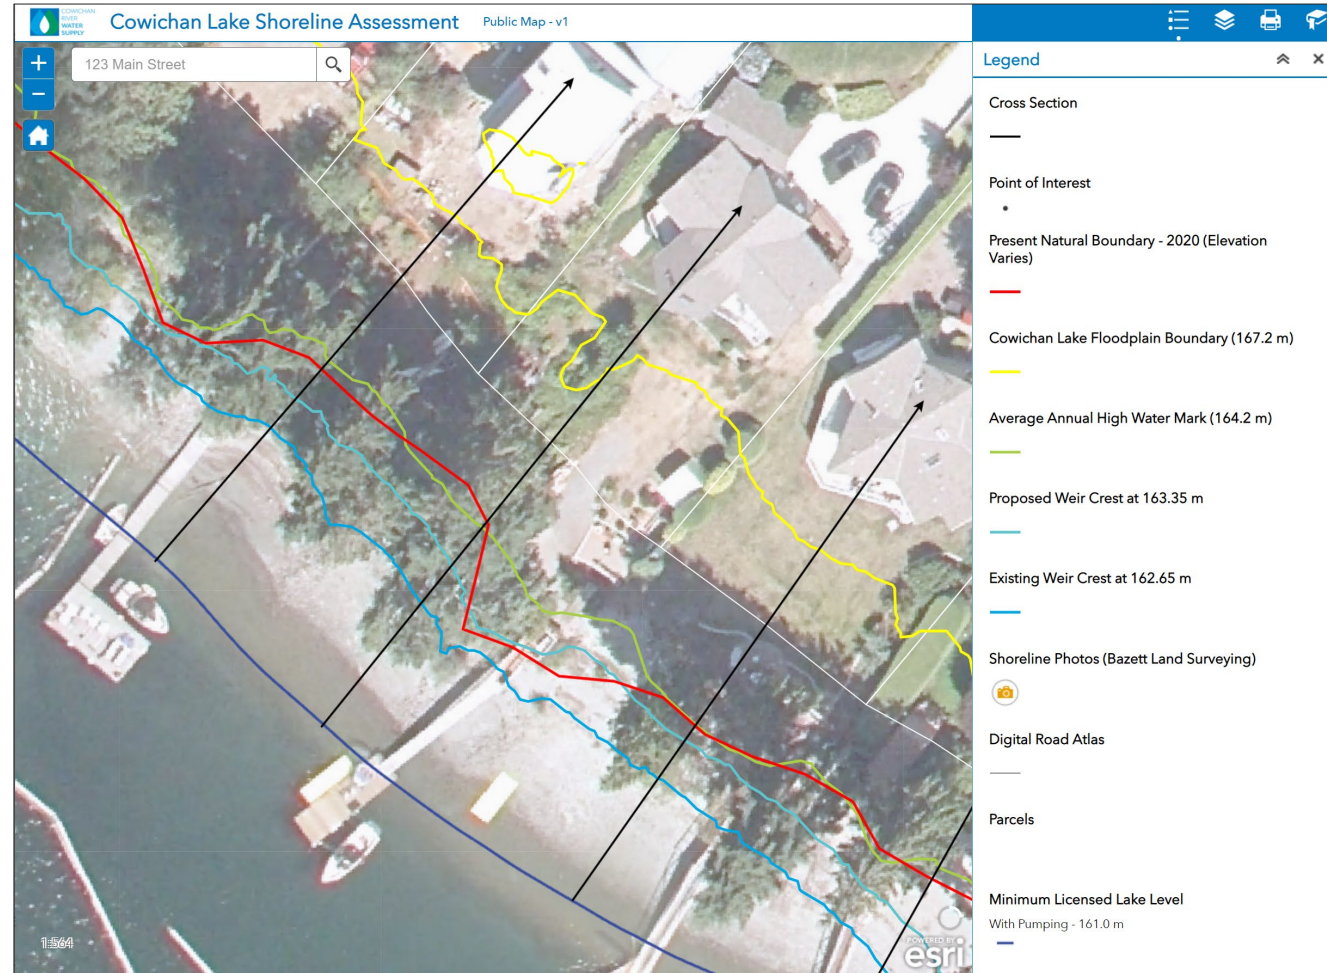 COWICHAN
RIVER
WATER
SUPPLY
Cowichan Lake Shoreline Assessment
Public Map - v1
+
123 Main Street
−
Legend
Cross Section
Point of Interest
Present Natural Boundary - 2020 (Elevation
Varies)
Cowichan Lake Floodplain Boundary (167.2 m)
Average Annual High Water Mark (164.2 m)
Proposed Weir Crest at 163.35 m
Existing Weir Crest at 162.65 m
Shoreline Photos (Bazett Land Surveying)
Digital Road Atlas
Parcels
Minimum Licensed Lake Level
With Pumping - 161.0 m
1:564
POWERED BY
esri